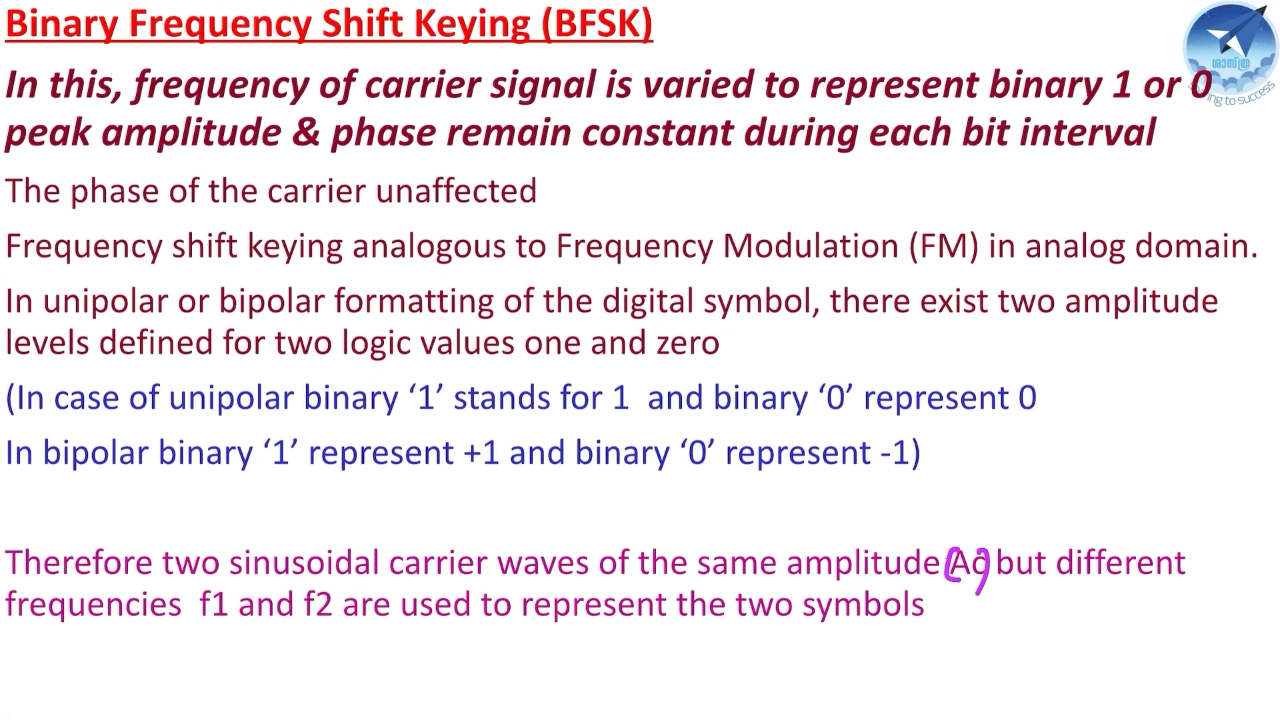 Binary Frequency Shift Keying (BFSK)
In this, frequency of carrier signal is varied to represent binary 1 or 0
peak amplitude & phase remain constant during each bit interval
The phase of the carrier unaffected
Frequency shift keying analogous to Frequency Modulation (FM) in analog domain.
In unipolar or bipolar formatting of the digital symbol, there exist two amplitude
levels defined for two logic values one and zero
(In case of unipolar binary ‘1’ stands for 1 and binary ‘0’ represent 0
In bipolar binary ‘1’ represent +1 and binary ‘0’ represent -1)
Therefore two sinusoidal carrier waves of the same amplitude (Ac) but different
frequencies f1 and f2 are used to represent the two symbols
ശാസ്ത്ര
to success